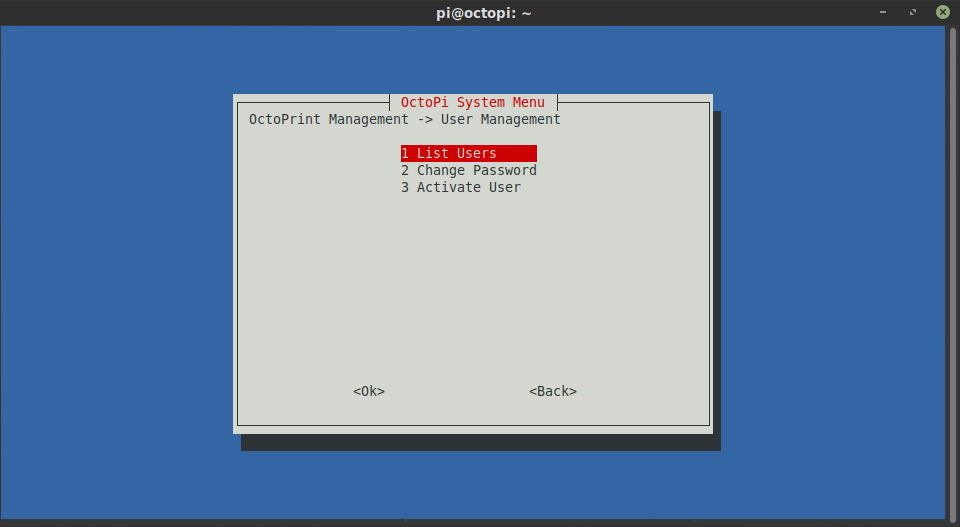 pi@octopi: ~
OctoPi System Menu
OctoPrint Management -> User Management
1 List Users
2 Change Password
3 Activate User
<Ok> <Back>